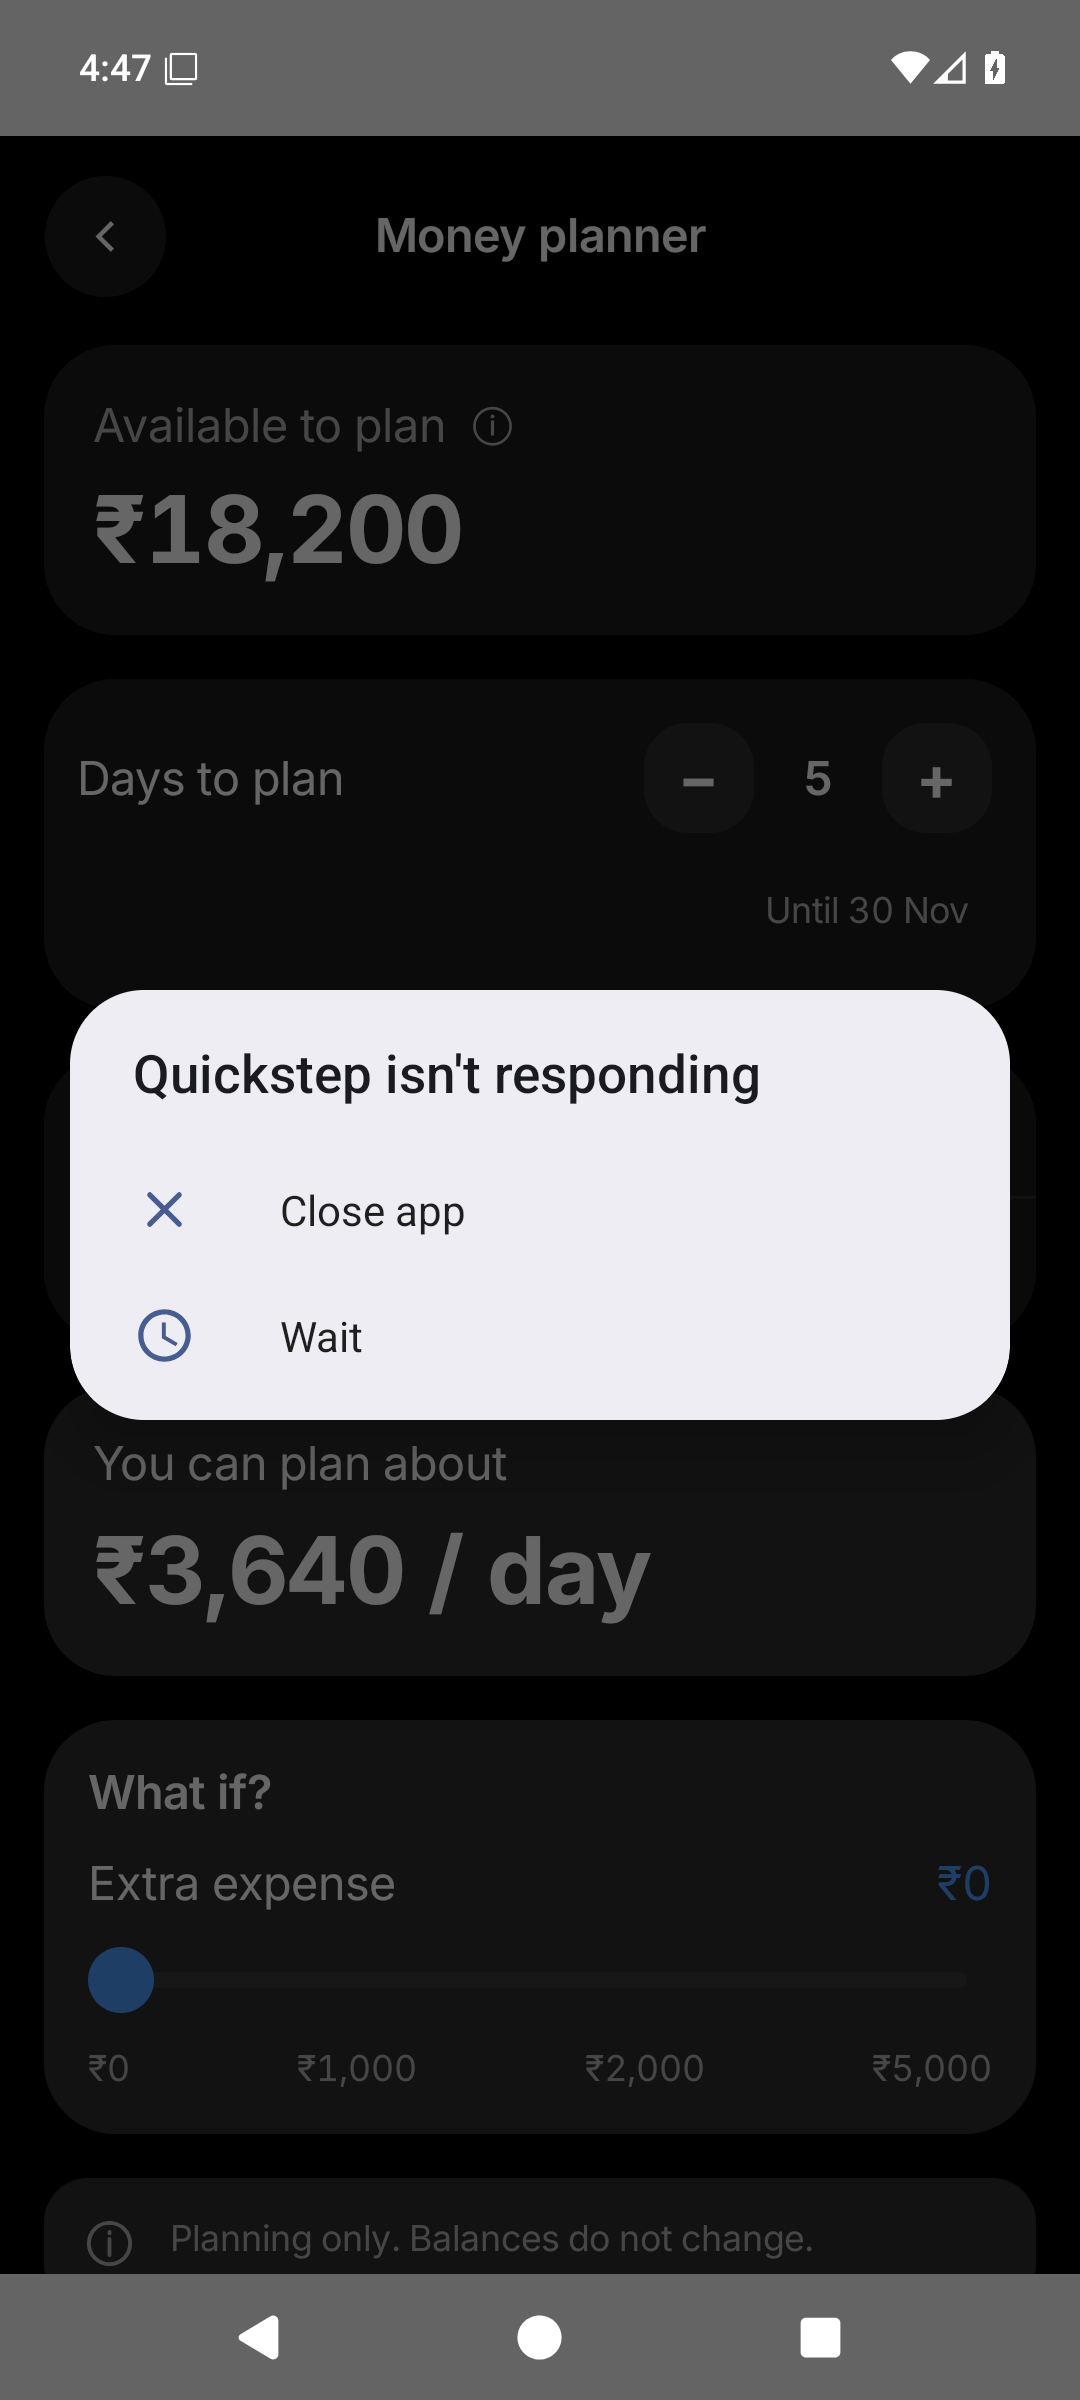 4:47
Money planner
Available to plan
₹18,200
Days to plan
– 5 +
Until 30 Nov
Quickstep isn't responding
Close app
Wait
You can plan about
₹3,640 / day
What if?
Extra expense ₹0
₹0 ₹1,000 ₹2,000 ₹5,000
Planning only. Balances do not change.